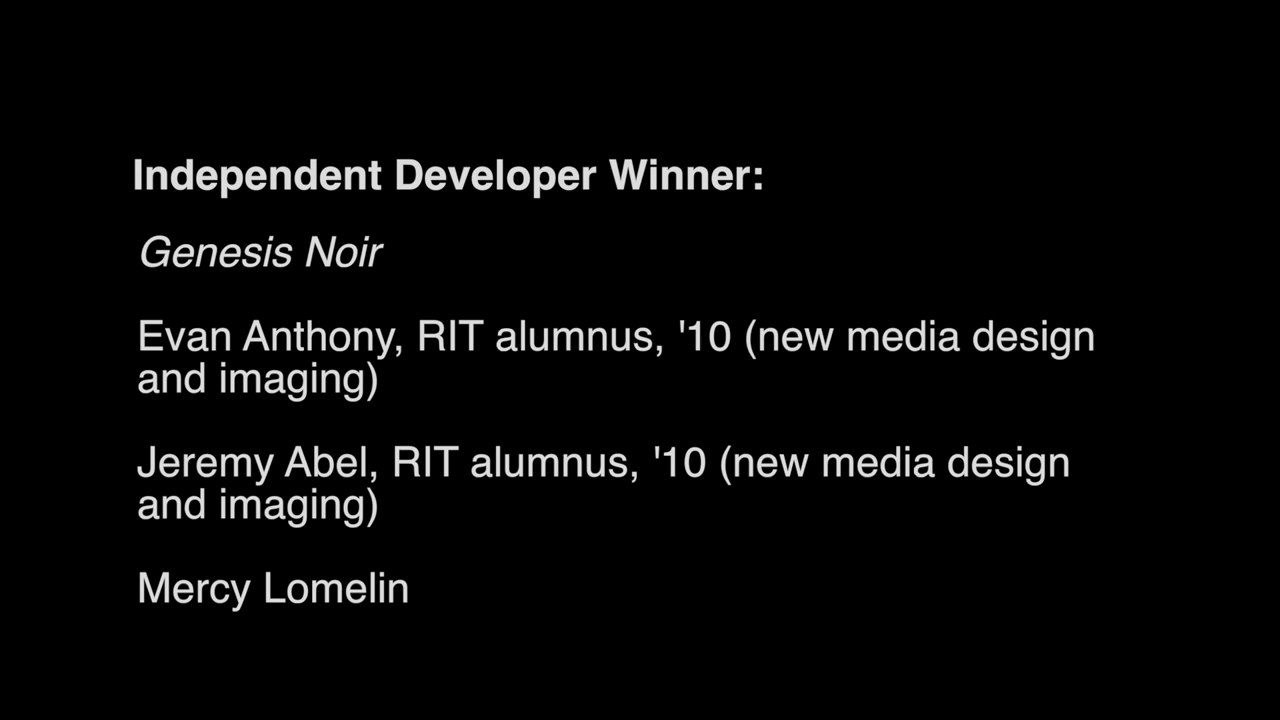 Independent Developer Winner:
Genesis Noir
Evan Anthony, RIT alumnus, '10 (new media design
and imaging)
Jeremy Abel, RIT alumnus, '10 (new media design
and imaging)
Mercy Lomelin